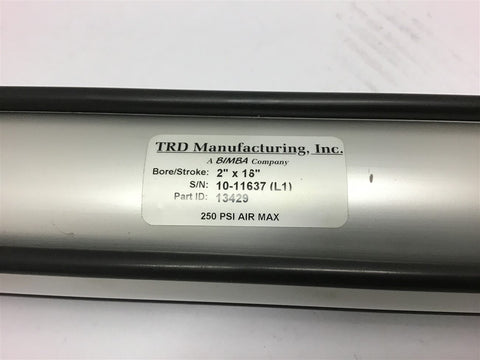 TRD Manufacturing, Inc.
A BIMBA Company
Bore/Stroke: 2" x 18"
S/N: 10-11637 (L1)
Part ID: 13429
250 PSI AIR MAX